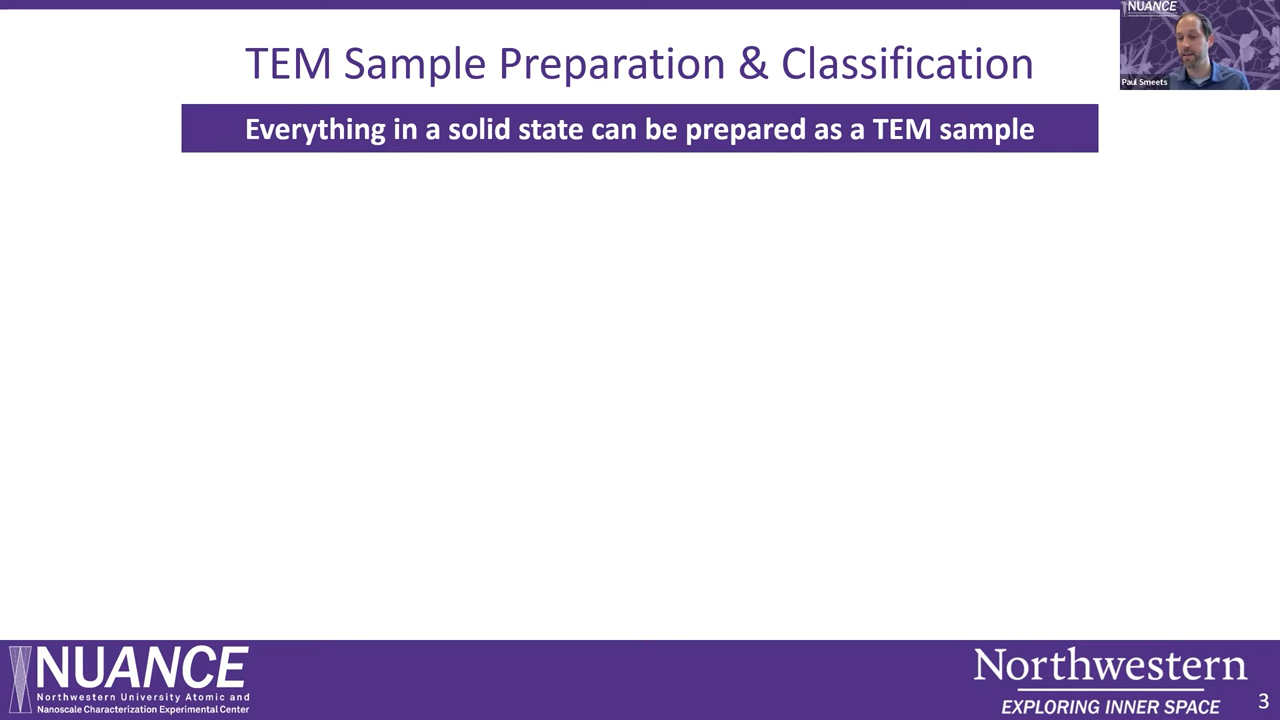 NUANCE
Paul Smeets
TEM Sample Preparation & Classification
Everything in a solid state can be prepared as a TEM sample
NUANCE
Northwestern University Atomic and
Nanoscale Characterization Experimental Center
Northwestern
EXPLORING INNER SPACE
3